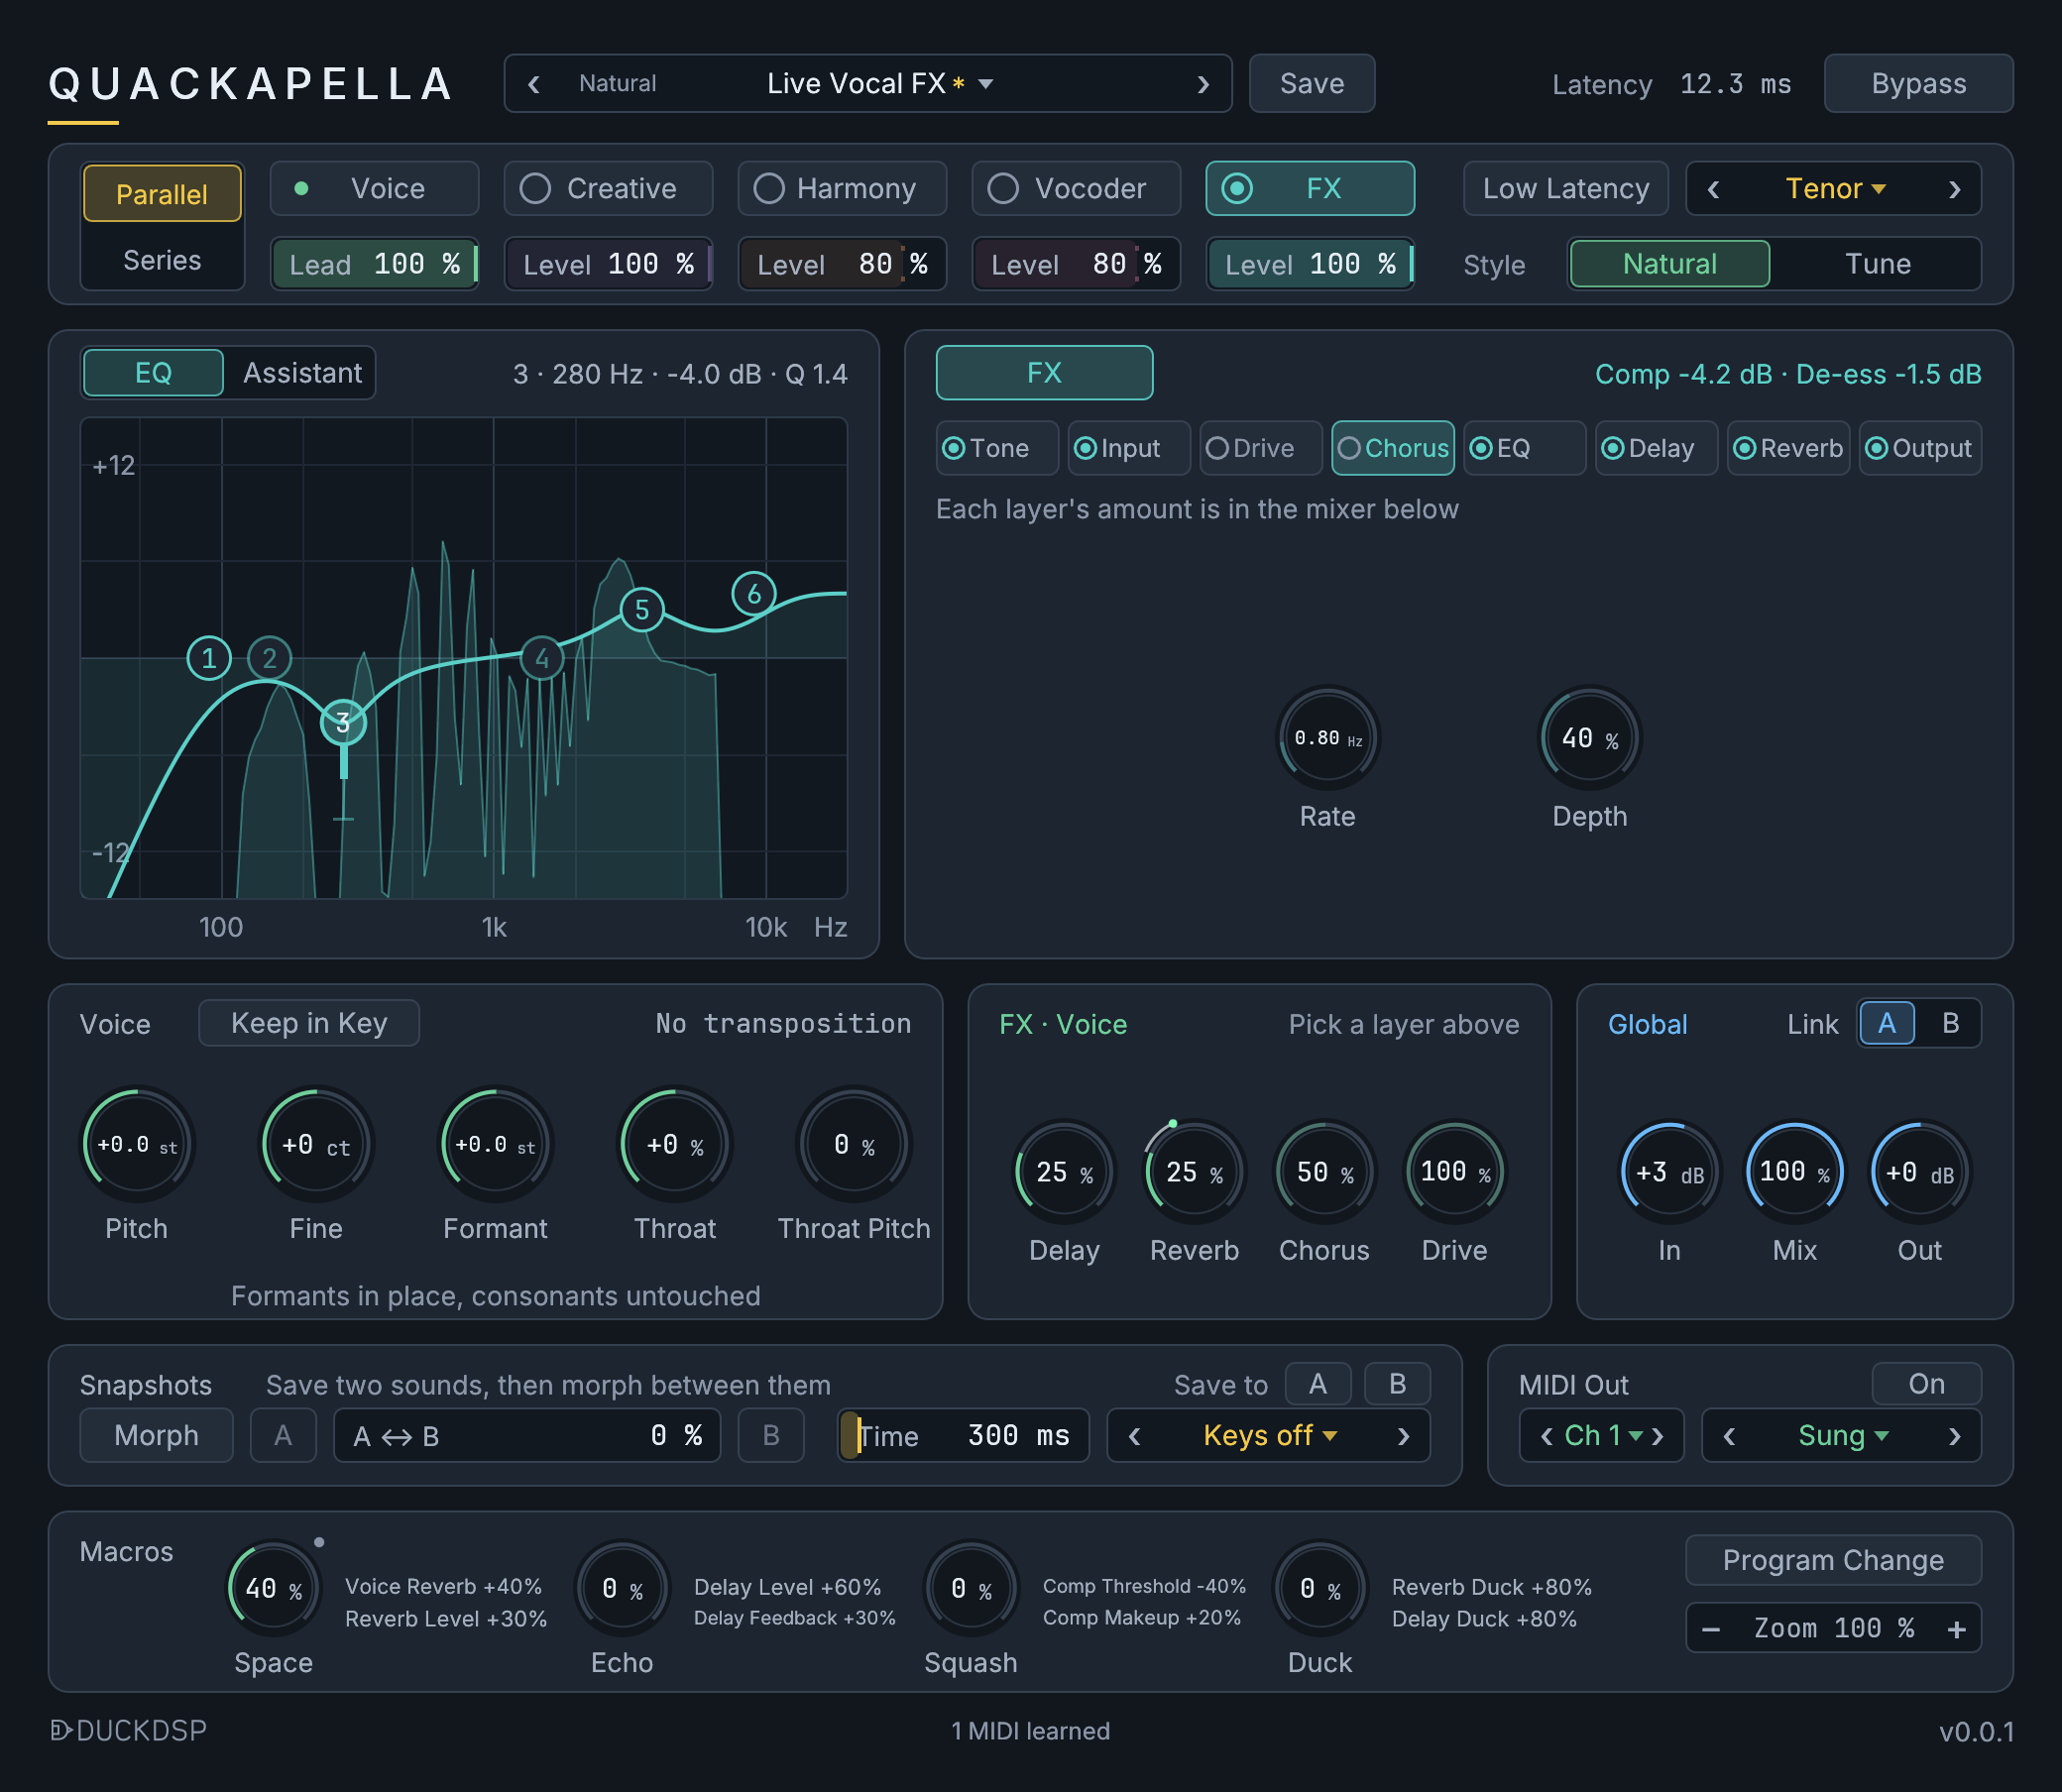 QUACKAPELLA
‹ Natural Live Vocal FX * ›
Save
Latency 12.3 ms
Bypass
Parallel
Voice
Creative
Harmony
Vocoder
FX
Low Latency
‹ Tenor ›
Series
Lead 100 %
Level 100 %
Level 80 %
Level 80 %
Level 100 %
Style
Natural
Tune
EQ
Assistant
3 · 280 Hz · -4.0 dB · Q 1.4
+12
1
2
3
4
5
6
-12
100
1k
10k
Hz
FX
Comp -4.2 dB · De-ess -1.5 dB
Tone
Input
Drive
Chorus
EQ
Delay
Reverb
Output
Each layer's amount is in the mixer below
0.80 Hz
40 %
Rate
Depth
Voice
Keep in Key
No transposition
+0.0 st
+0 ct
+0.0 st
+0 %
0 %
Pitch
Fine
Formant
Throat
Throat Pitch
Formants in place, consonants untouched
FX · Voice
Pick a layer above
25 %
25 %
50 %
100 %
Delay
Reverb
Chorus
Drive
Global
Link
A
B
+3 dB
100 %
+0 dB
In
Mix
Out
Snapshots
Save two sounds, then morph between them
Save to
A
B
Morph
A
A ↔ B 0 %
B
Time 300 ms
‹ Keys off ›
MIDI Out
On
‹ Ch 1 ›
‹ Sung ›
Macros
40 %
Space
Voice Reverb +40%
Reverb Level +30%
0 %
Echo
Delay Level +60%
Delay Feedback +30%
0 %
Squash
Comp Threshold -40%
Comp Makeup +20%
0 %
Duck
Reverb Duck +80%
Delay Duck +80%
Program Change
− Zoom 100 % +
DUCKDSP
1 MIDI learned
v0.0.1